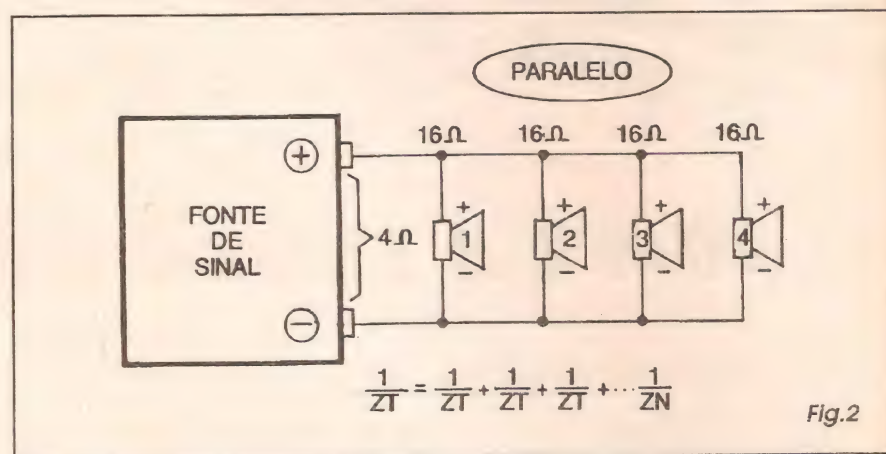 PARALELO
16Ω 16Ω 16Ω 16Ω
+ + + + +
FONTE
DE
SINAL
4Ω 1 2 3 4
− − − − −
1/ZT = 1/ZT + 1/ZT + 1/ZT + ··· 1/ZN
Fig.2